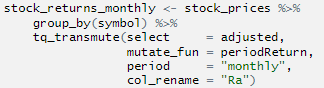 stock_returns_monthly <- stock_prices %>%
    group_by(symbol) %>%
    tq_transmute(select     = adjusted,
                 mutate_fun = periodReturn,
                 period     = "monthly",
                 col_rename = "Ra")